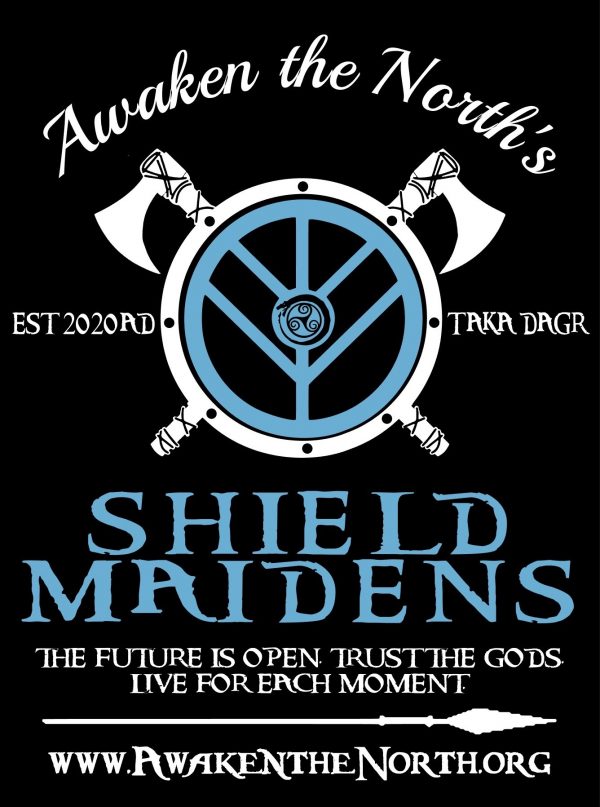 Awaken the North's
EST 2020AD
TAKA DAGR
SHIELD
MAIDENS
THE FUTURE IS OPEN. TRUST THE GODS.
LIVE FOR EACH MOMENT.
WWW.AWAKENTHENORTH.ORG